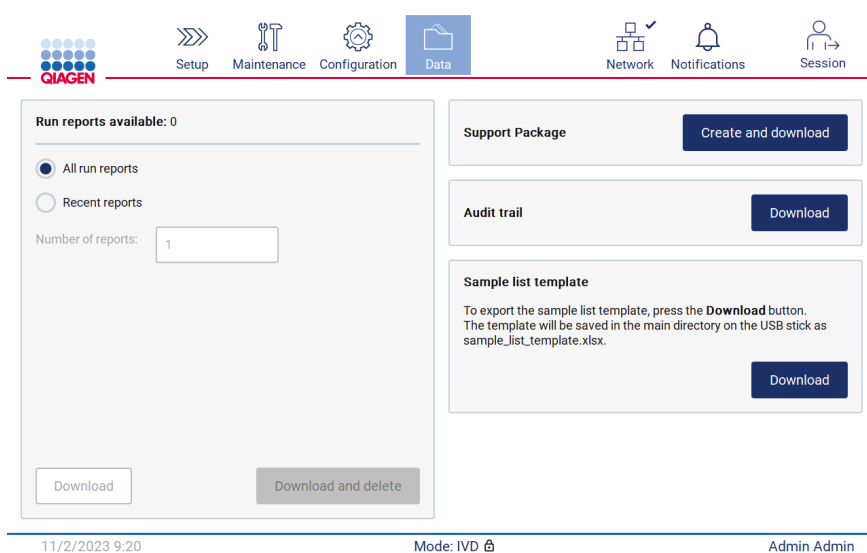 QIAGEN
Setup
Maintenance
Configuration
Data
Network
Notifications
Session
Run reports available: 0
All run reports
Recent reports
Number of reports:
1
Download
Download and delete
Support Package
Create and download
Audit trail
Download
Sample list template
To export the sample list template, press the Download button.
The template will be saved in the main directory on the USB stick as
sample_list_template.xlsx.
Download
11/2/2023 9:20
Mode: IVD
Admin Admin